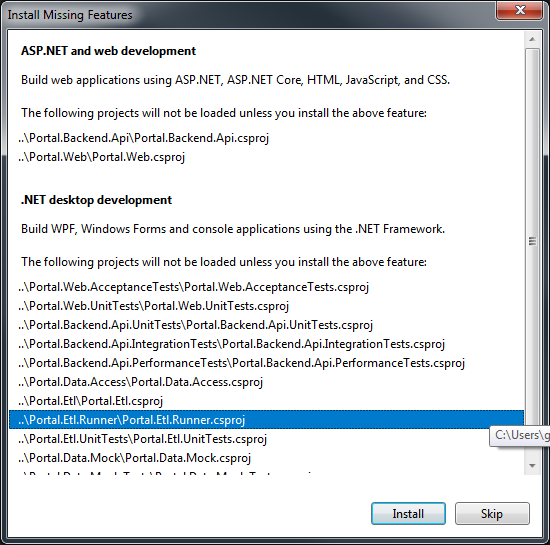 Install Missing Features
ASP.NET and web development
Build web applications using ASP.NET, ASP.NET Core, HTML, JavaScript, and CSS.
The following projects will not be loaded unless you install the above feature:
..\Portal.Backend.Api\Portal.Backend.Api.csproj
..\Portal.Web\Portal.Web.csproj
.NET desktop development
Build WPF, Windows Forms and console applications using the .NET Framework.
The following projects will not be loaded unless you install the above feature:
..\Portal.Web.AcceptanceTests\Portal.Web.AcceptanceTests.csproj
..\Portal.Web.UnitTests\Portal.Web.UnitTests.csproj
..\Portal.Backend.Api.UnitTests\Portal.Backend.Api.UnitTests.csproj
..\Portal.Backend.Api.IntegrationTests\Portal.Backend.Api.IntegrationTests.csproj
..\Portal.Backend.Api.PerformanceTests\Portal.Backend.Api.PerformanceTests.csproj
..\Portal.Data.Access\Portal.Data.Access.csproj
..\Portal.Etl\Portal.Etl.csproj
..\Portal.Etl.Runner\Portal.Etl.Runner.csproj
C:\Users\g
..\Portal.Etl.UnitTests\Portal.Etl.UnitTests.csproj
..\Portal.Data.Mock\Portal.Data.Mock.csproj
Install
Skip